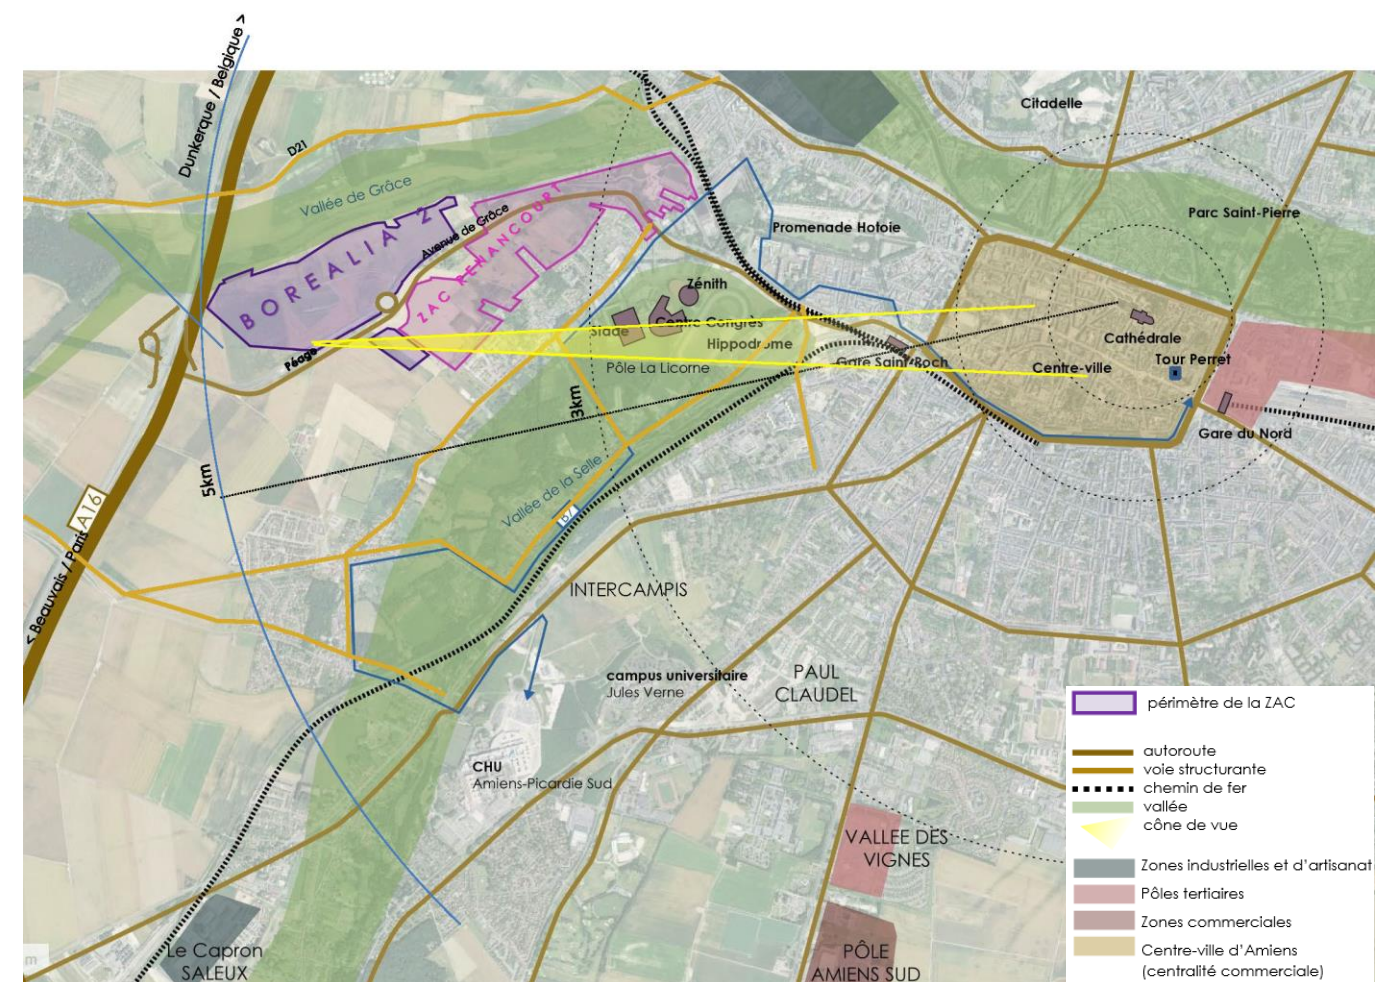 Dunkerque / Belgique >
Citadelle
D21
Vallée de Grâce
Parc Saint-Pierre
BOREALIA 2
Avenue de Grâce
ZAC RENANCOURT
Promenade Hotoie
Zénith
Stade
Centre Congrès
Hippodrome
Cathédrale
Péage
Pôle La Licorne
Gare Saint-Roch
Centre-ville
Tour Perret
3km
Gare du Nord
5km
Vallée de la Selle
A16
< Beauvais / Paris
INTERCAMPIS
campus universitaire
Jules Verne
PAUL
CLAUDEL
périmètre de la ZAC
autoroute
voie structurante
chemin de fer
vallée
cône de vue
CHU
Amiens-Picardie Sud
VALLEE DES
VIGNES
Zones industrielles et d'artisanat
Pôles tertiaires
Zones commerciales
Centre-ville d'Amiens
(centralité commerciale)
Le Capron
SALEUX
PÔLE
AMIENS SUD
m